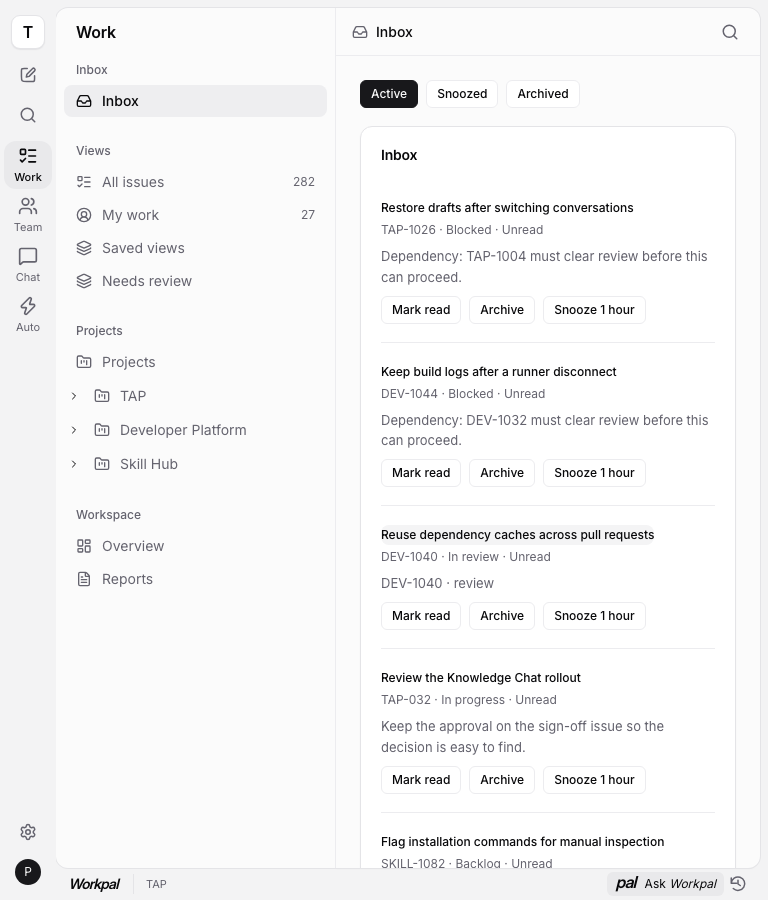 T
Work
Team
Chat
Auto
P
Work
Inbox
Inbox
Views
All issues 282
My work 27
Saved views
Needs review
Projects
Projects
TAP
Developer Platform
Skill Hub
Workspace
Overview
Reports
Inbox
Active Snoozed Archived
Inbox
Restore drafts after switching conversations
TAP-1026 · Blocked · Unread
Dependency: TAP-1004 must clear review before this
can proceed.
Mark read Archive Snooze 1 hour
Keep build logs after a runner disconnect
DEV-1044 · Blocked · Unread
Dependency: DEV-1032 must clear review before this
can proceed.
Mark read Archive Snooze 1 hour
Reuse dependency caches across pull requests
DEV-1040 · In review · Unread
DEV-1040 · review
Mark read Archive Snooze 1 hour
Review the Knowledge Chat rollout
TAP-032 · In progress · Unread
Keep the approval on the sign-off issue so the
decision is easy to find.
Mark read Archive Snooze 1 hour
Flag installation commands for manual inspection
SKILL-1082 · Backlog · Unread
Workpal TAP
pal Ask Workpal